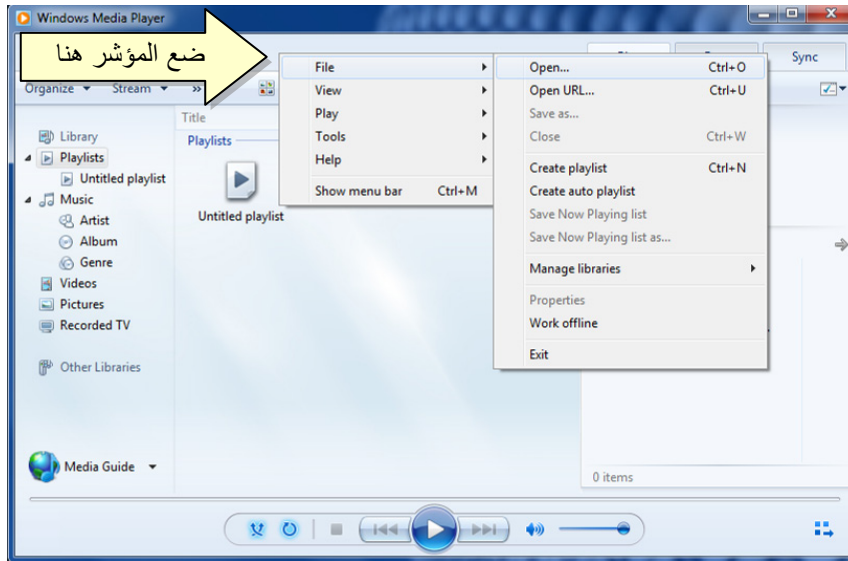 Windows Media Player
ضع المؤشر هنا
Sync
Organize
Stream
»
File
View
Play
Tools
Help
Show menu bar Ctrl+M
Open... Ctrl+O
Open URL... Ctrl+U
Save as...
Close Ctrl+W
Create playlist Ctrl+N
Create auto playlist
Save Now Playing list
Save Now Playing list as...
Manage libraries
Properties
Work offline
Exit
Library
Playlists
Untitled playlist
Music
Artist
Album
Genre
Videos
Pictures
Recorded TV
Other Libraries
Media Guide
Title
Playlists
Untitled playlist
0 items